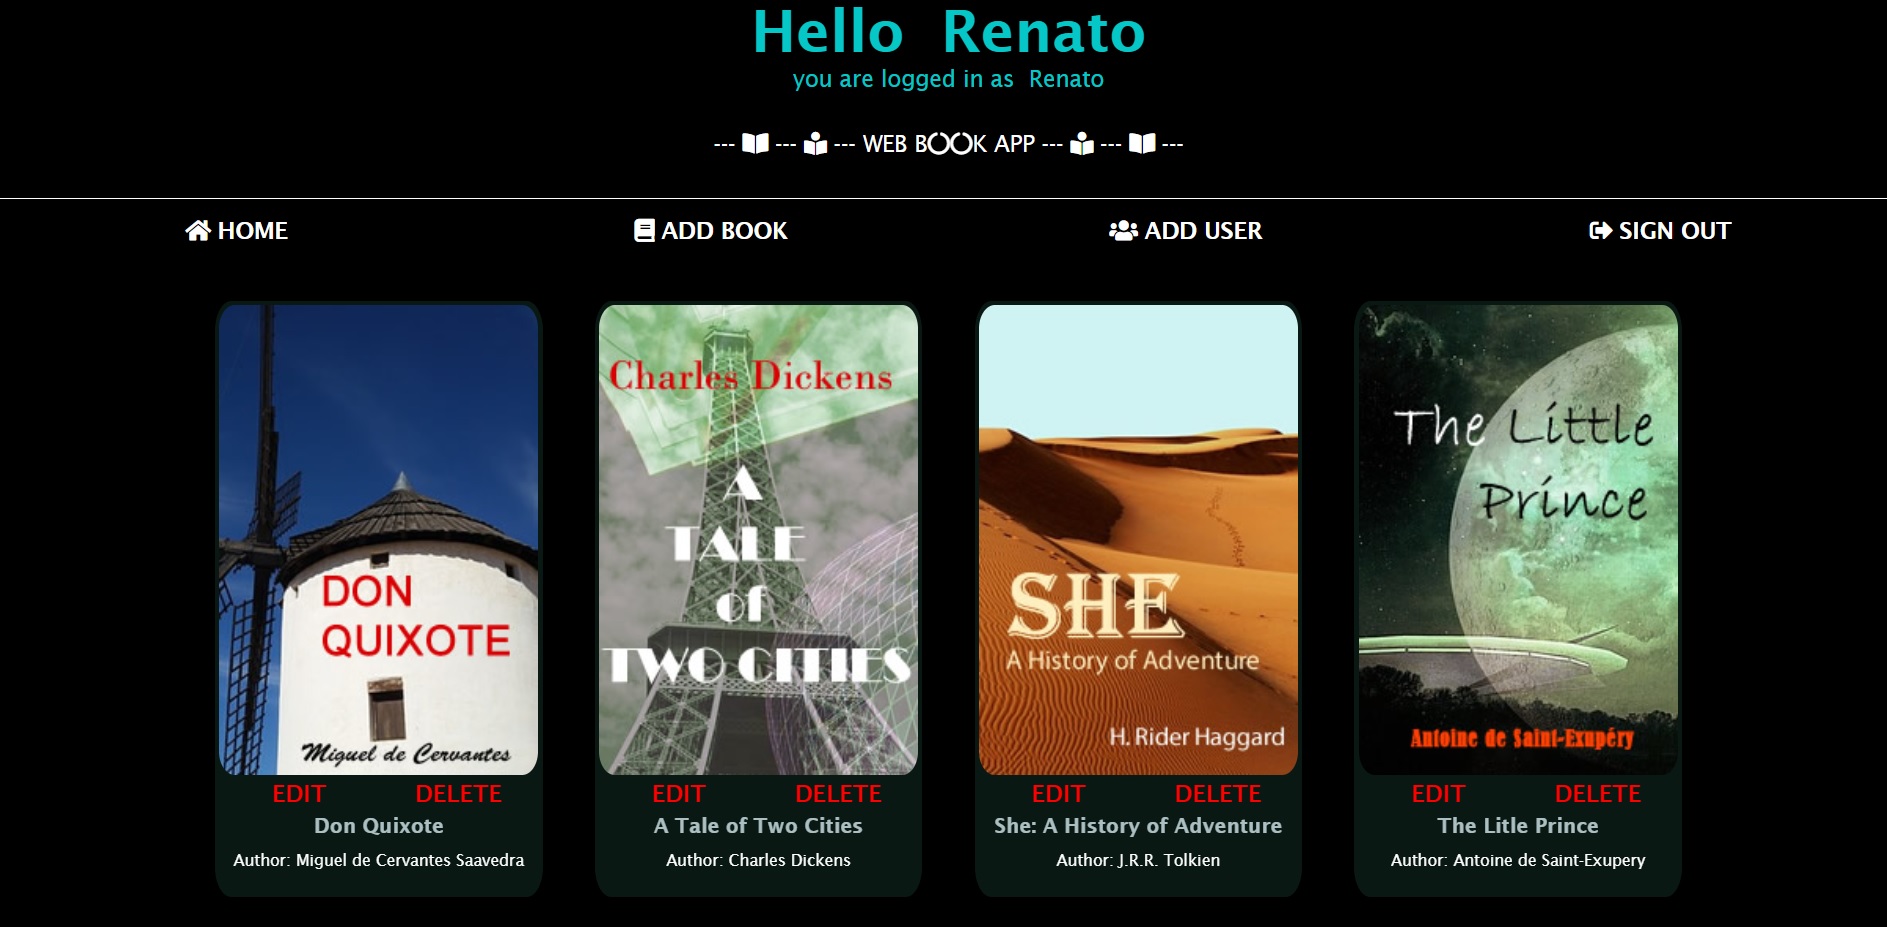 Hello Renato
you are logged in as Renato
--- --- --- WEB BOOK APP --- --- ---
HOME
ADD BOOK
ADD USER
SIGN OUT
DON
QUIXOTE
Miguel de Cervantes
EDIT DELETE
Don Quixote
Author: Miguel de Cervantes Saavedra
Charles Dickens
A
TALE
of
TWO CITIES
EDIT DELETE
A Tale of Two Cities
Author: Charles Dickens
SHE
A History of Adventure
H. Rider Haggard
EDIT DELETE
She: A History of Adventure
Author: J.R.R. Tolkien
The Little
Prince
Antoine de Saint-Exupéry
EDIT DELETE
The Litle Prince
Author: Antoine de Saint-Exupery